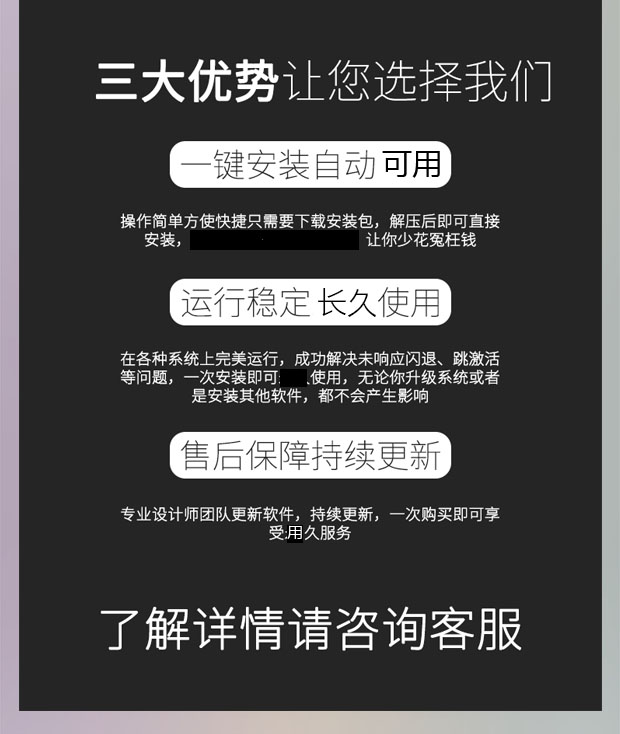 三大优势让您选择我们
一键安装自动可用
操作简单方使快捷只需要下载安装包，解压后即可直接
安装， 让你少花冤枉钱
运行稳定长久使用
在各种系统上完美运行，成功解决未响应闪退、跳激活
等问题，一次安装即可 使用，无论你升级系统或者
是安装其他软件，都不会产生影响
售后保障持续更新
专业设计师团队更新软件，持续更新，一次购买即可享
受用久服务
了解详情请咨询客服